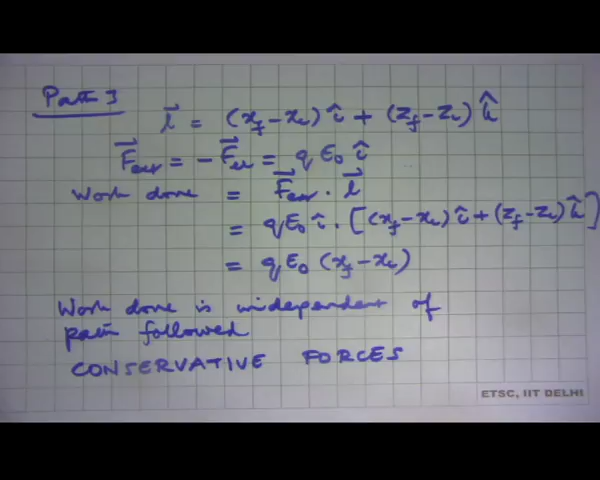 Path 3
l⃗ = (x_f − x_i) î + (z_f − z_i) k̂
F⃗_ext = − F⃗_el = q E₀ î
Work done = F⃗_ext · l⃗
= q E₀ î · [(x_f − x_i) î + (z_f − z_i) k̂]
= q E₀ (x_f − x_i)
Work done is independent of
path followed
CONSERVATIVE FORCES
ETSC, IIT DELHI